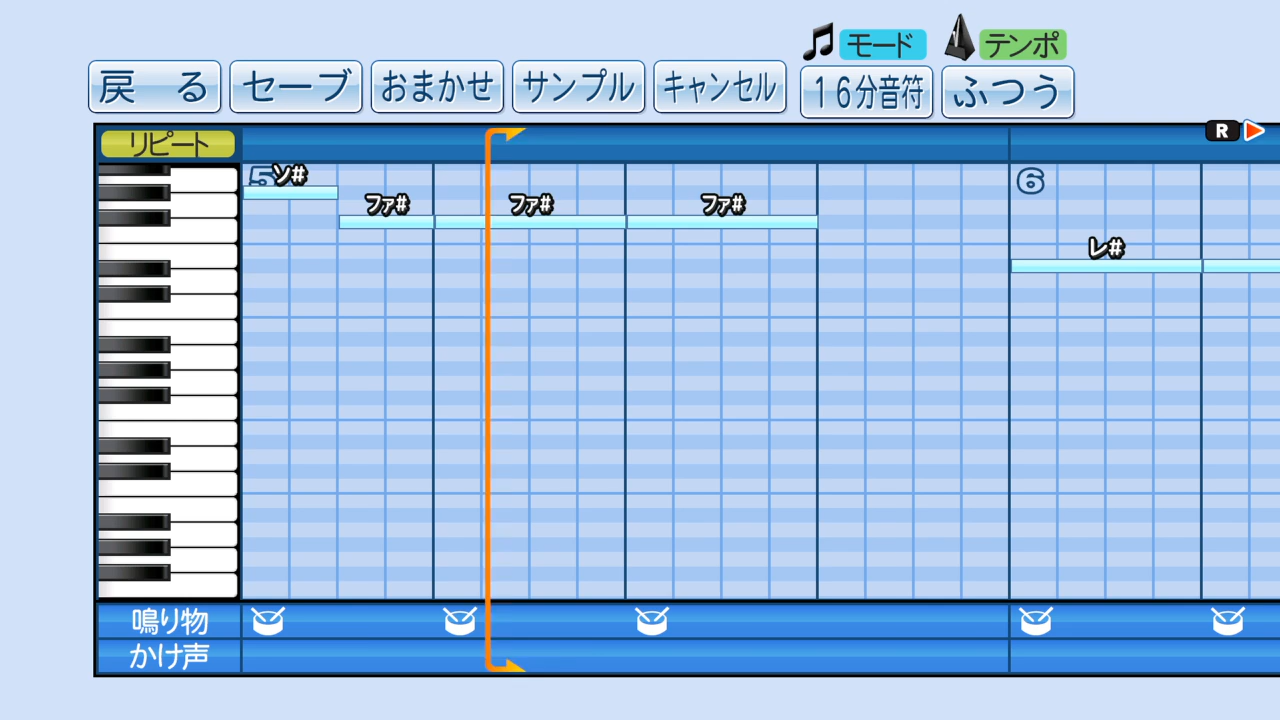 モード テンポ
戻る セーブ おまかせ サンプル キャンセル 16分音符 ふつう
リピート R
5 ソ# 6
ファ# ファ# ファ#
レ#
鳴り物
かけ声